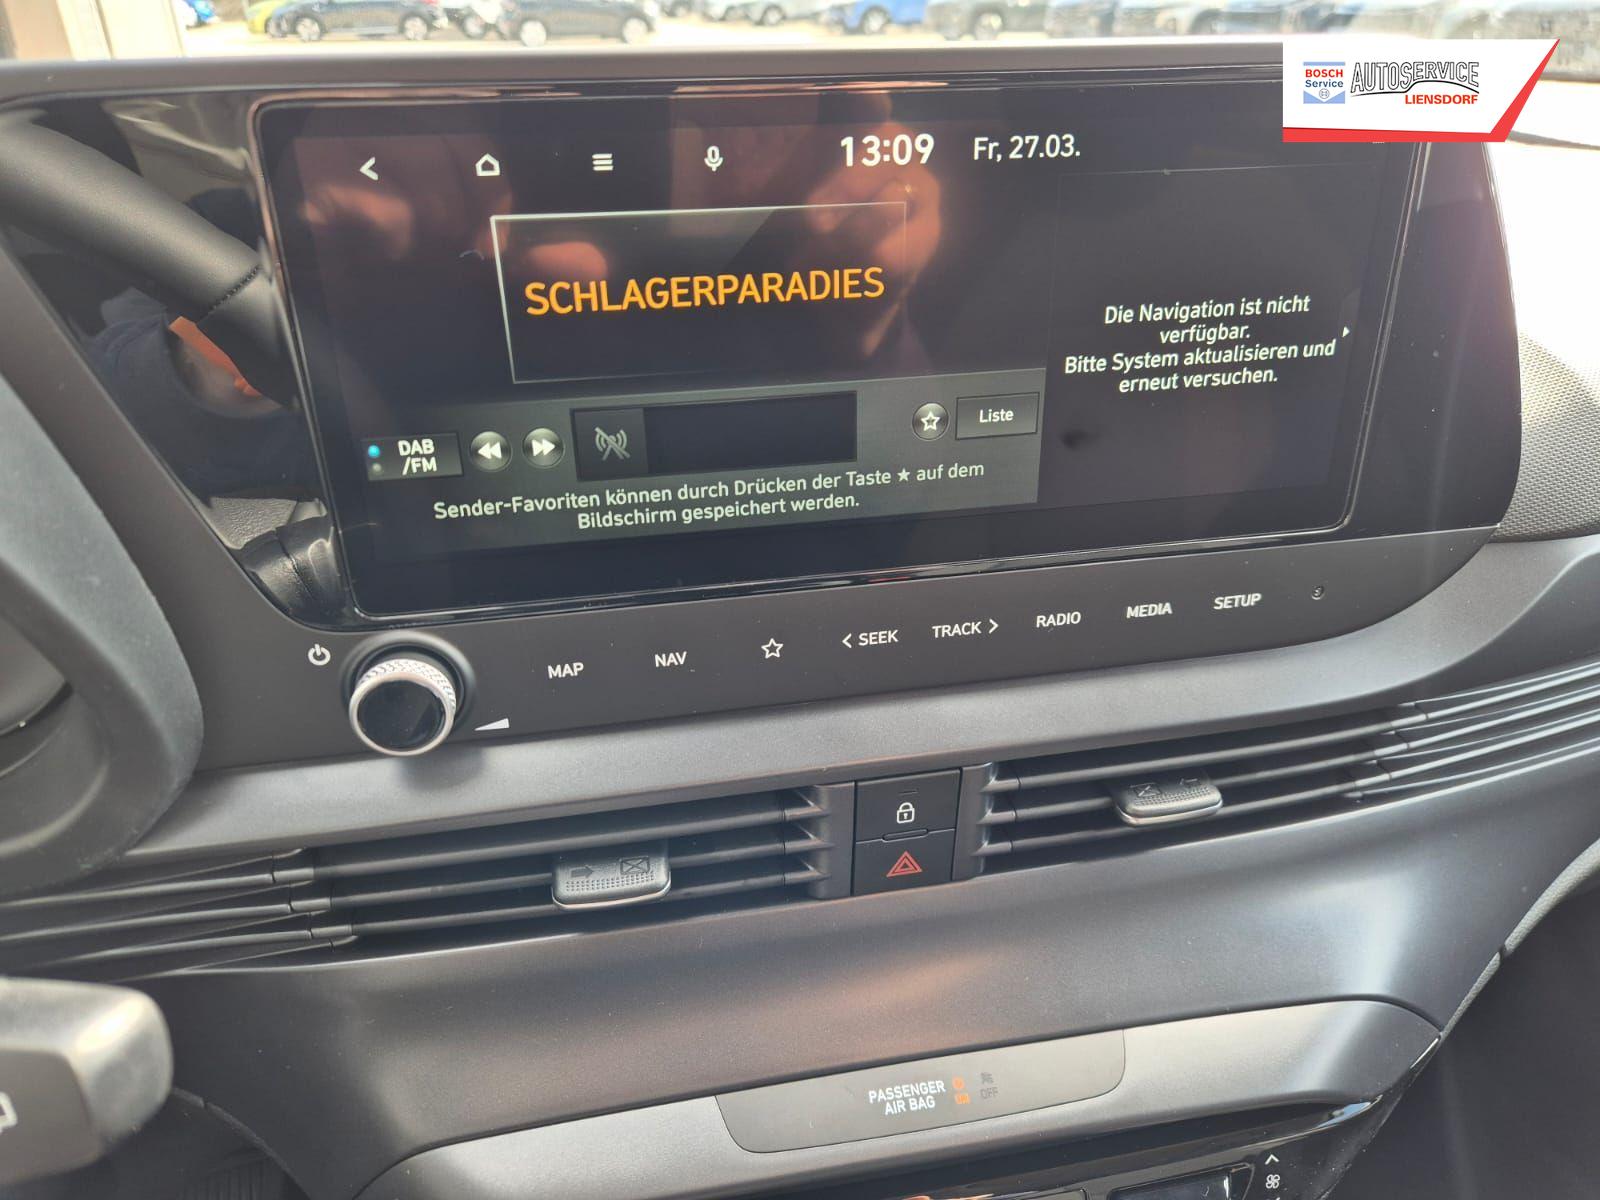 BOSCH
Service
AUTOSERVICE
LIENSDORF
13:09 Fr, 27.03.
SCHLAGERPARADIES
Die Navigation ist nicht
verfügbar.
Bitte System aktualisieren und
erneut versuchen.
DAB
/FM
Liste
Sender-Favoriten können durch Drücken der Taste ★ auf dem
Bildschirm gespeichert werden.
MAP NAV < SEEK TRACK > RADIO MEDIA SETUP
PASSENGER
AIR BAG
OFF